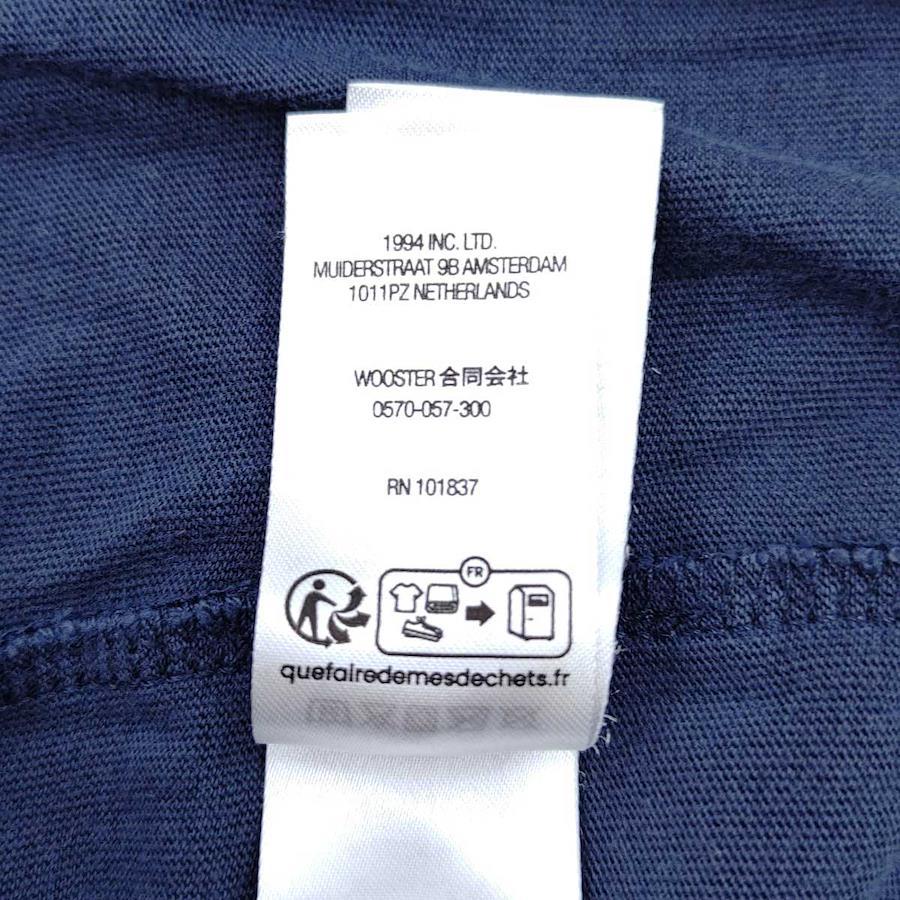 1994 INC. LTD.
MUIDERSTRAAT 9B AMSTERDAM
1011PZ NETHERLANDS
WOOSTER 合同会社
0570-057-300
RN 101837
FR
quefairedemesdechets.fr